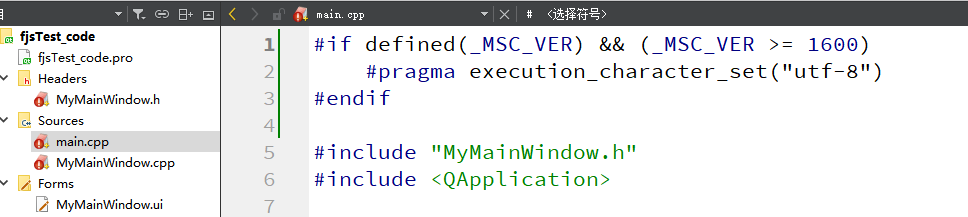 目
main.cpp
#
<选择符号>
fjsTest_code
fjsTest_code.pro
Headers
MyMainWindow.h
Sources
main.cpp
MyMainWindow.cpp
Forms
MyMainWindow.ui
1 #if defined(_MSC_VER) && (_MSC_VER >= 1600)
2 #pragma execution_character_set("utf-8")
3 #endif
4
5 #include "MyMainWindow.h"
6 #include <QApplication>
7